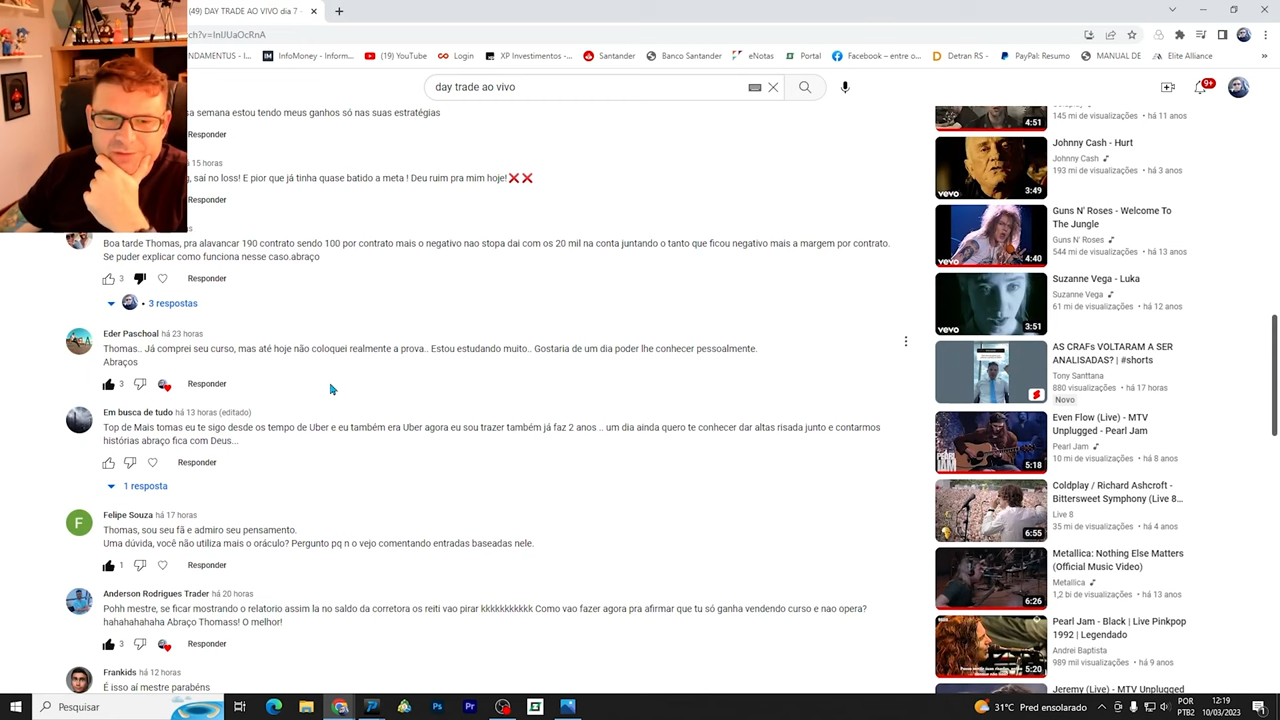 (49) DAY TRADE AO VIVO dia 7 -
ch?v=InIJUaOcRnA
NDAMENTUS - I...
InfoMoney - Inform...
(19) YouTube
Login
XP Investimentos -...
Santander
Banco Santander
eNotas
Portal
Facebook – entre o...
Detran RS -
PayPal: Resumo
MANUAL DE
Elite Alliance
»
day trade ao vivo
9+
sa semana estou tendo meus ganhos só nas suas estratégias
Responder
15 horas
g, saí no loss! E pior que já tinha quase batido a meta ! Deu ruim pra mim hoje!❌❌
Responder
Boa tarde Thomas, pra alavancar 190 contrato sendo 100 por contrato mais o negativo nao stopa dai com os 20 mil na conta juntando o tanto que ficou negativo mais a margem por contrato.
Se puder explicar como funciona nesse caso.abraço
3 Responder
• 3 respostas
Eder Paschoal há 23 horas
Thomas.. Já comprei seu curso, mas até hoje não coloquei realmente a prova.. Estou estudando muito.. Gostaria de um dia poder lhe conhecer pessoalmente.
Abraços
3 Responder
Em busca de tudo há 13 horas (editado)
Top de Mais tomas eu te sigo desde os tempo de Uber e eu também era Uber agora eu sou trazer também já faz 2 anos .. um dia ainda quero te conhecer dar altas risada junto e contarmos
histórias abraço fica com Deus...
Responder
1 resposta
F
Felipe Souza há 17 horas
Thomas, sou seu fã e admiro seu pensamento.
Uma dúvida, você não utiliza mais o oráculo? Pergunto pq ñ o vejo comentando entradas baseadas nele.
1 Responder
Anderson Rodrigues Trader há 20 horas
Pohh mestre, se ficar mostrando o relatorio assim la no saldo da corretora os reiti vao pirar kkkkkkkkkkk Como vao fazer agora pra afirmar que tu só ganha vendendo curso e nao opera?
hahahahahaha Abraço Thomass! O melhor!
3 Responder
Frankids há 12 horas
É isso aí mestre parabéns
4:51
145 mi de visualizações • há 11 anos
Johnny Cash - Hurt
Johnny Cash
193 mi de visualizações • há 3 anos
3:49
Guns N' Roses - Welcome To
The Jungle
Guns N' Roses
544 mi de visualizações • há 13 anos
vevo
4:40
Suzanne Vega - Luka
Suzanne Vega
61 mi de visualizações • há 12 anos
vevo
3:51
AS CRAFs VOLTARAM A SER
ANALISADAS? | #shorts
Tony Santtana
880 visualizações • há 17 horas
Novo
Even Flow (Live) - MTV
Unplugged - Pearl Jam
Pearl Jam
10 mi de visualizações • há 8 anos
PEARL
JAM
5:18
Coldplay / Richard Ashcroft -
Bittersweet Symphony (Live 8...
Live 8
35 mi de visualizações • há 4 anos
6:55
Metallica: Nothing Else Matters
(Official Music Video)
Metallica
1,2 bi de visualizações • há 13 anos
6:26
Pearl Jam - Black | Live Pinkpop
1992 | Legendado
Andrei Baptista
989 mil visualizações • há 9 anos
5:20
Jeremy (Live) - MTV Unplugged
Pesquisar
Ps
Pr
31°C Pred ensolarado
POR
PTB2
12:19
10/03/2023